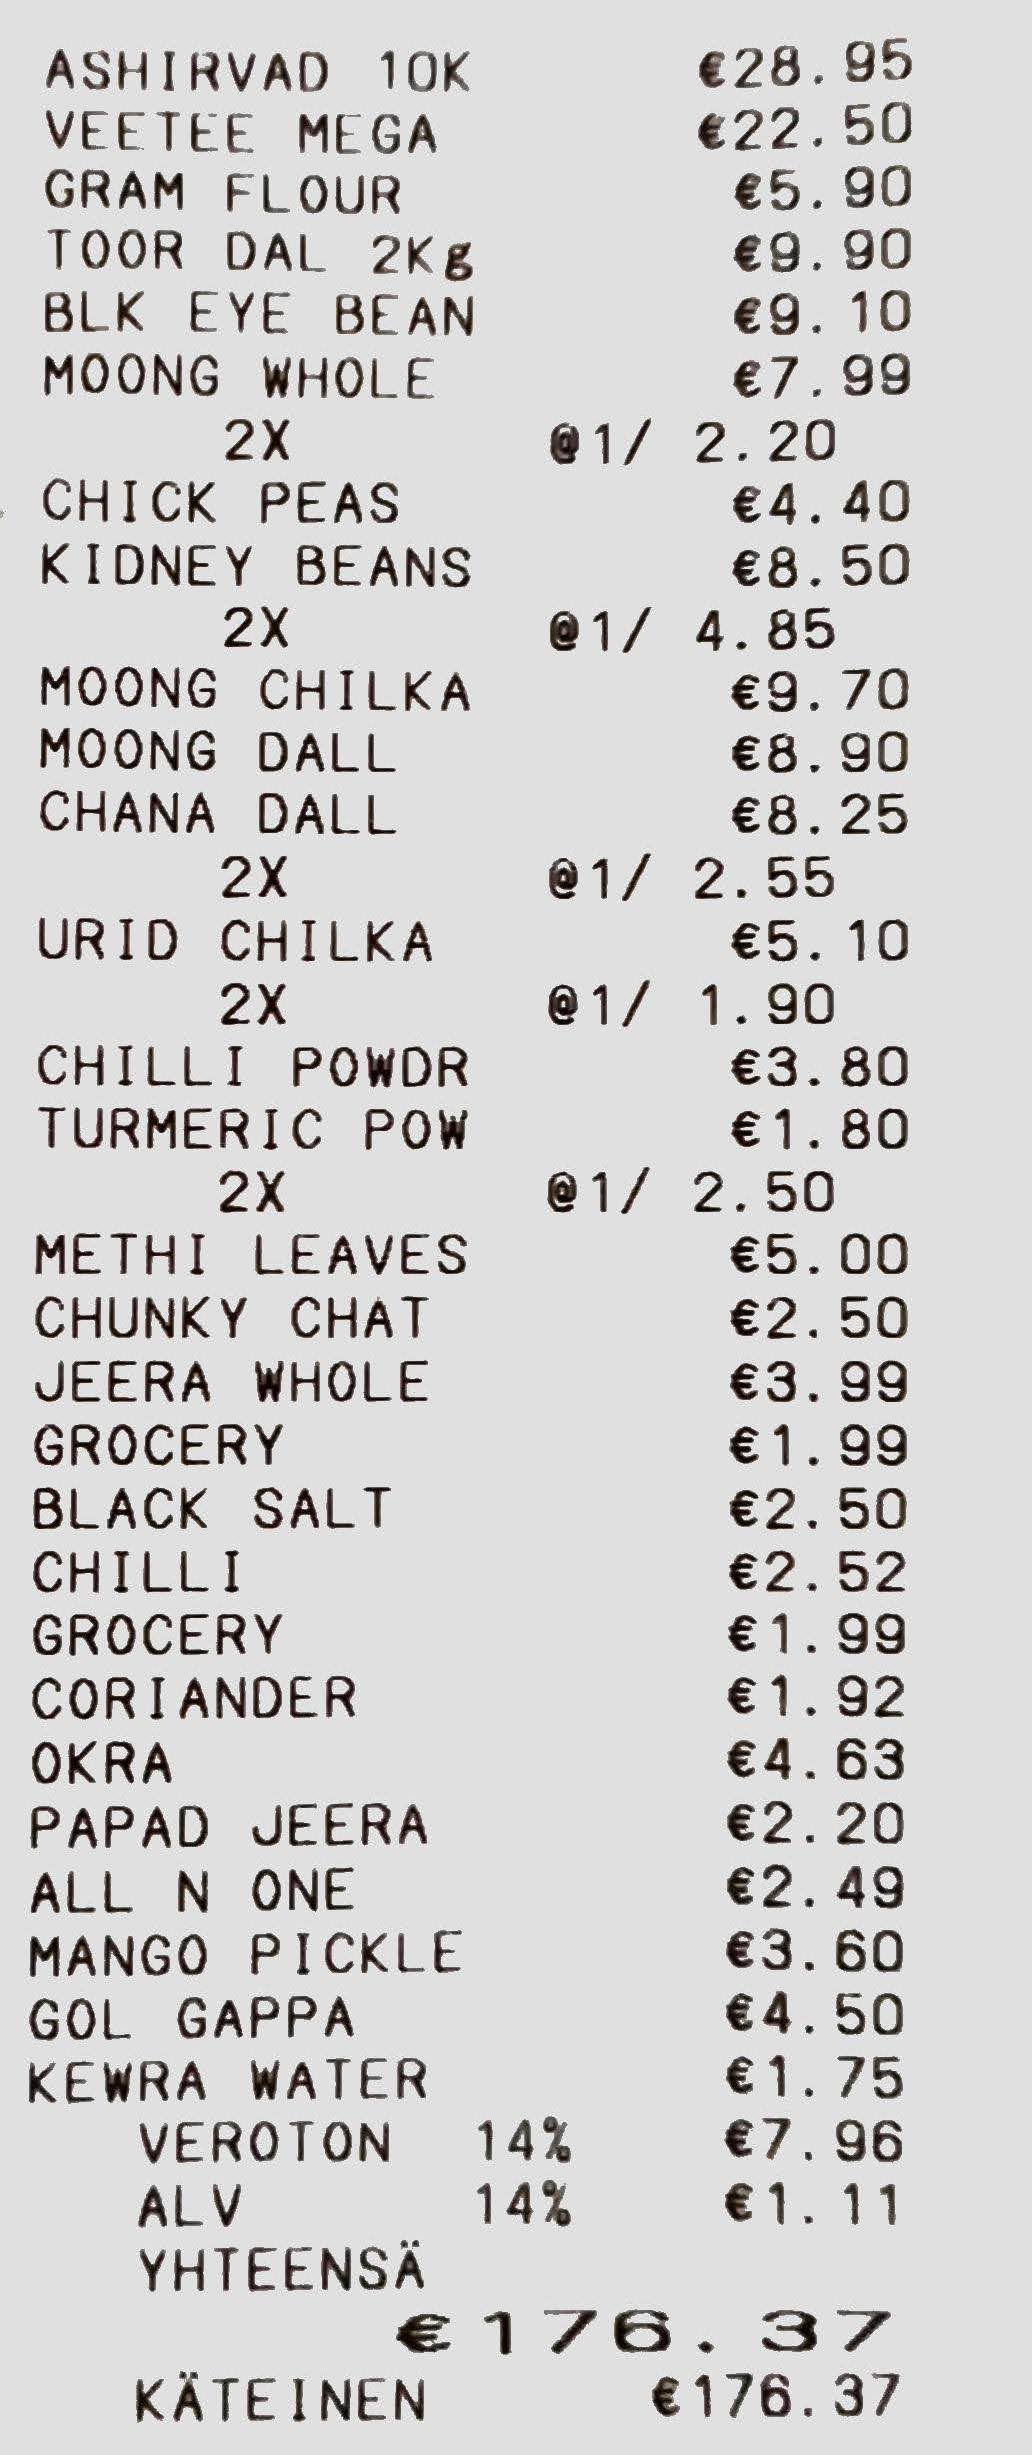 ASHIRVAD 10K €28.95
VEETEE MEGA €22.50
GRAM FLOUR €5.90
TOOR DAL 2Kg €9.90
BLK EYE BEAN €9.10
MOONG WHOLE €7.99
2X @1/ 2.20
CHICK PEAS €4.40
KIDNEY BEANS €8.50
2X @1/ 4.85
MOONG CHILKA €9.70
MOONG DALL €8.90
CHANA DALL €8.25
2X @1/ 2.55
URID CHILKA €5.10
2X @1/ 1.90
CHILLI POWDR €3.80
TURMERIC POW €1.80
2X @1/ 2.50
METHI LEAVES €5.00
CHUNKY CHAT €2.50
JEERA WHOLE €3.99
GROCERY €1.99
BLACK SALT €2.50
CHILLI €2.52
GROCERY €1.99
CORIANDER €1.92
OKRA €4.63
PAPAD JEERA €2.20
ALL N ONE €2.49
MANGO PICKLE €3.60
GOL GAPPA €4.50
KEWRA WATER €1.75
VEROTON 14% €7.96
ALV 14% €1.11
YHTEENSÄ
€176.37
KÄTEINEN €176.37